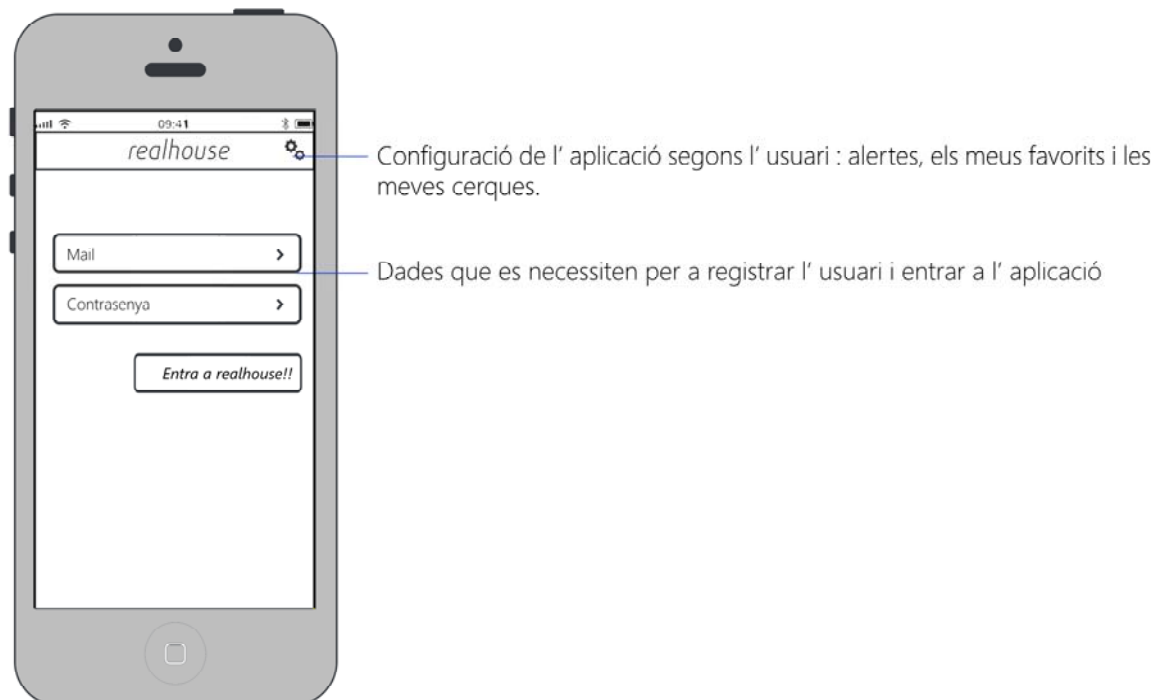 09:41
realhouse
Configuració de l' aplicació segons l' usuari : alertes, els meus favorits i les
meves cerques.
Mail
Dades que es necessiten per a registrar l' usuari i entrar a l' aplicació
Contrasenya
Entra a realhouse!!